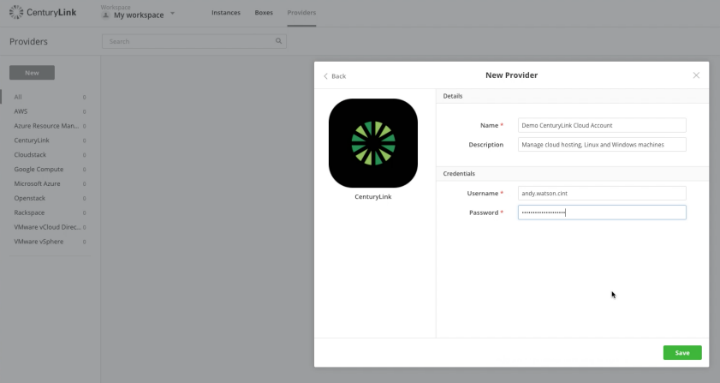 CenturyLink
Workspace
My workspace
Instances
Boxes
Providers
Providers
Search
New
All 0
AWS 0
Azure Resource Man... 0
CenturyLink 0
Cloudstack 0
Google Compute 0
Microsoft Azure 0
Openstack 0
Rackspace 0
VMware vCloud Direc... 0
VMware vSphere 0
Back
New Provider
CenturyLink
Details
Name * Demo CenturyLink Cloud Account
Description Manage cloud hosting, Linux and Windows machines
Credentials
Username * andy.watson.cint
Password *
Save